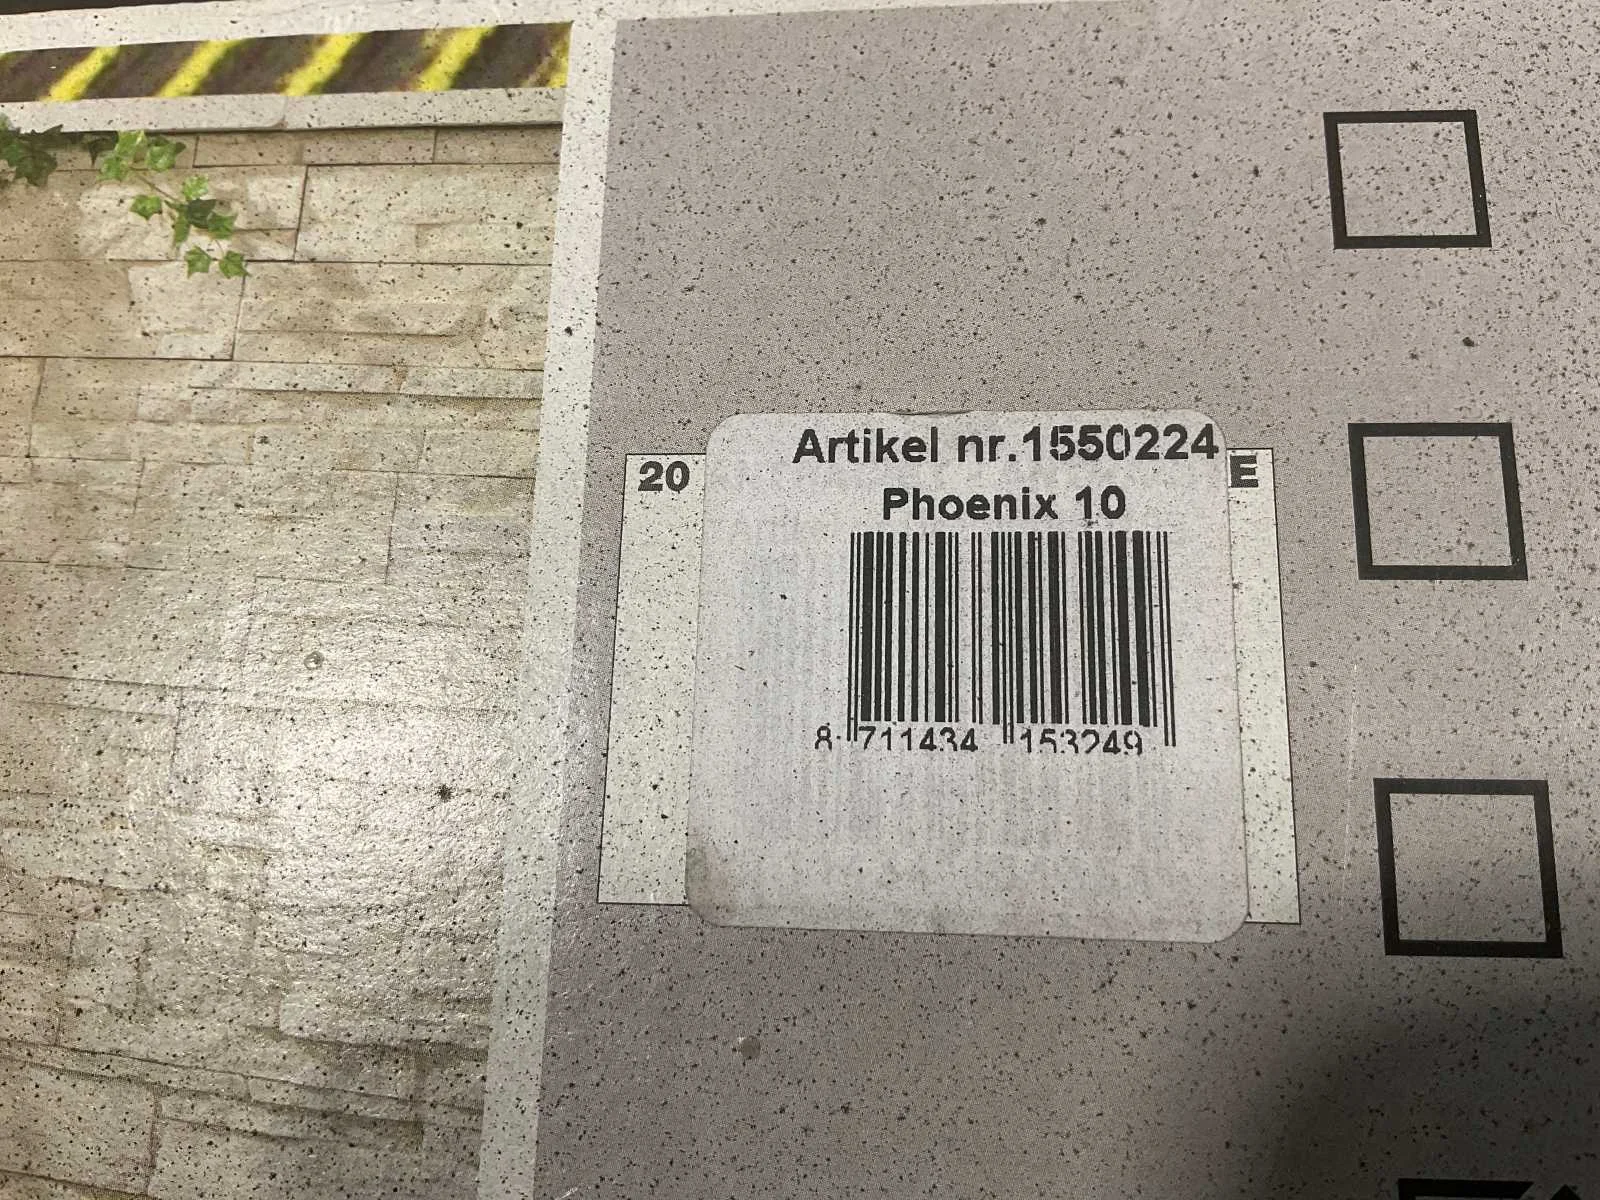 Artikel nr.1550224
20
E
Phoenix 10
8 711434 153249